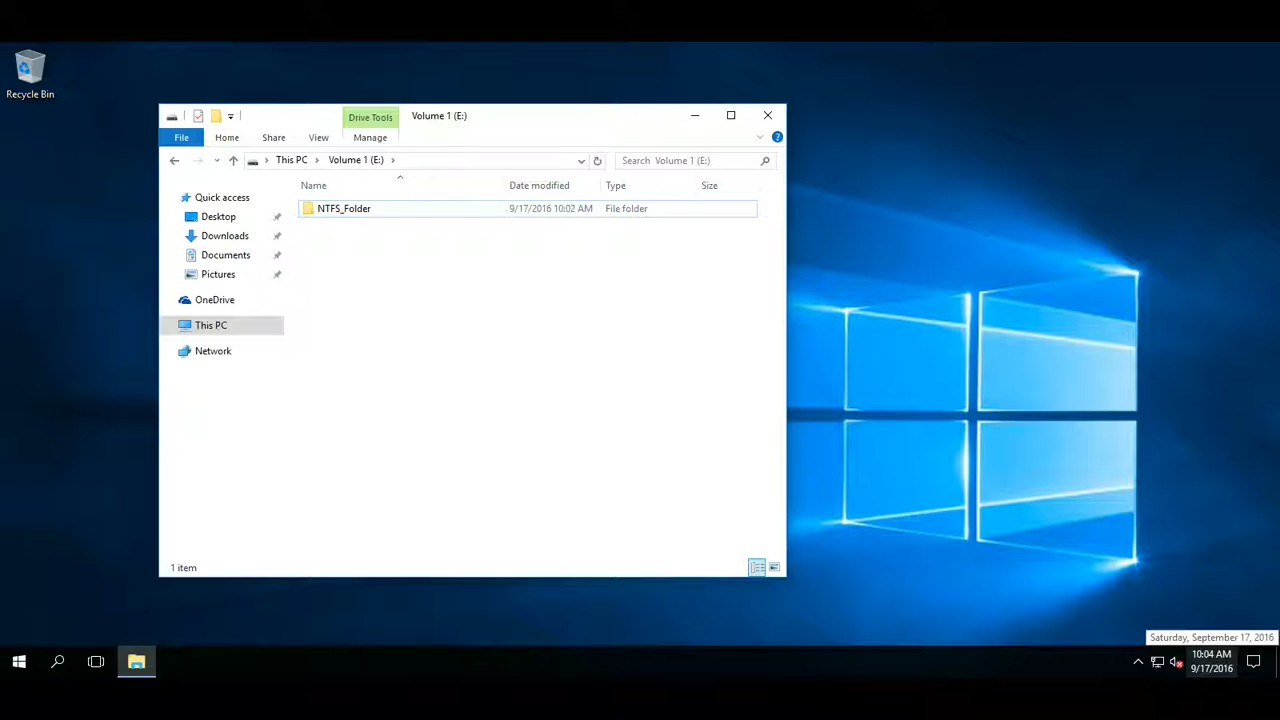 Recycle Bin
Drive Tools
Volume 1 (E:)
File
Home
Share
View
Manage
This PC
Volume 1 (E:)
Search Volume 1 (E:)
Name
Date modified
Type
Size
Quick access
Desktop
Downloads
Documents
Pictures
OneDrive
This PC
Network
NTFS_Folder
9/17/2016 10:02 AM
File folder
1 item
Saturday, September 17, 2016
10:04 AM
9/17/2016